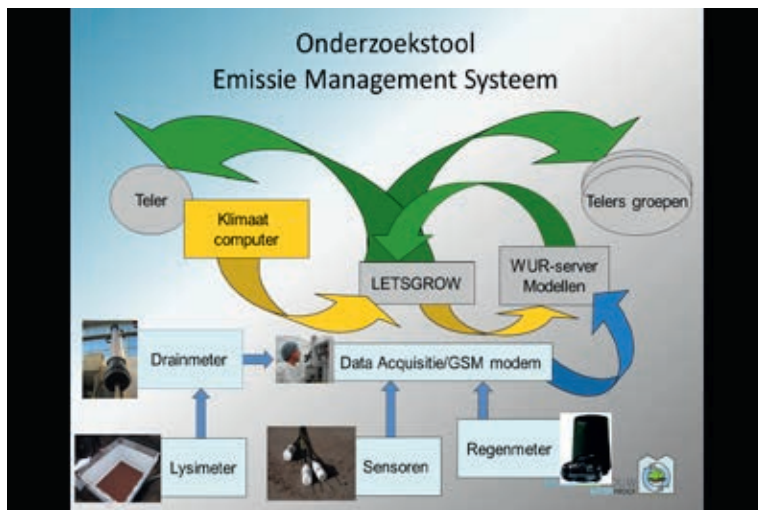 Onderzoekstool
Emissie Management Systeem
Teler
Klimaat
computer
Telers groepen
LETSGROW
WUR-server
Modellen
Drainmeter
Data Acquisitie/GSM modem
Lysimeter
Sensoren
Regenmeter